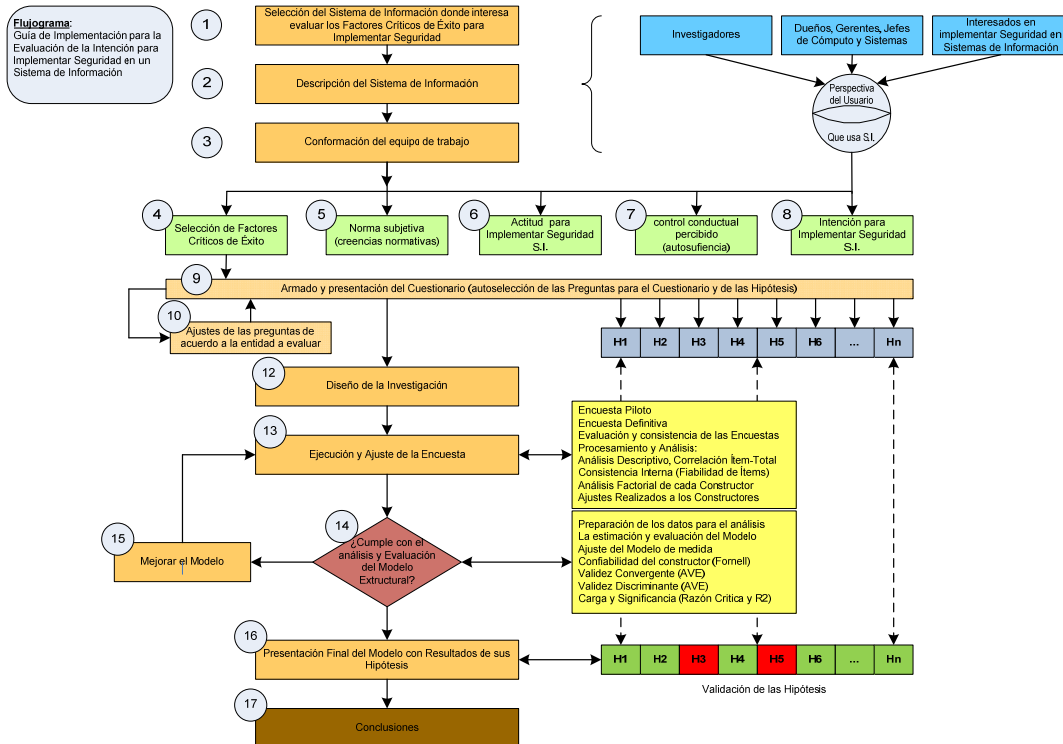 Flujograma:
Guía de Implementación para la
Evaluación de la Intención para
Implementar Seguridad en un
Sistema de Información
1
Selección del Sistema de Información donde interesa
evaluar los Factores Críticos de Éxito para
Implementar Seguridad
2
Descripción del Sistema de Información
3
Conformación del equipo de trabajo
Investigadores
Dueños, Gerentes, Jefes
de Cómputo y Sistemas
Interesados en
implementar Seguridad en
Sistemas de Información
Perspectiva
del Usuario
Que usa S.I.
4
Selección de Factores
Críticos de Éxito
5
Norma subjetiva
(creencias normativas)
6
Actitud para
Implementar Seguridad
S.I.
7
control conductual
percibido
(autosufiencia)
8
Intención para
Implementar Seguridad
S.I.
9
Armado y presentación del Cuestionario (autoselección de las Preguntas para el Cuestionario y de las Hipótesis)
10
Ajustes de las preguntas de
acuerdo a la entidad a evaluar
H1 H2 H3 H4 H5 H6 ... Hn
12
Diseño de la Investigación
13
Ejecución y Ajuste de la Encuesta
Encuesta Piloto
Encuesta Definitiva
Evaluación y consistencia de las Encuestas
Procesamiento y Análisis:
Análisis Descriptivo, Correlación Ítem-Total
Consistencia Interna (Fiabilidad de Ítems)
Análisis Factorial de cada Constructor
Ajustes Realizados a los Constructores
14
¿Cumple con el
análisis y Evaluación
del Modelo
Extructural?
15
Mejorar el Modelo
Preparación de los datos para el análisis
La estimación y evaluación del Modelo
Ajuste del Modelo de medida
Confiabilidad del constructor (Fornell)
Validez Convergente (AVE)
Validez Discriminante (AVE)
Carga y Significancia (Razón Critica y R2)
16
Presentación Final del Modelo con Resultados de sus
Hipótesis
H1 H2 H3 H4 H5 H6 ... Hn
Validación de las Hipótesis
17
Conclusiones